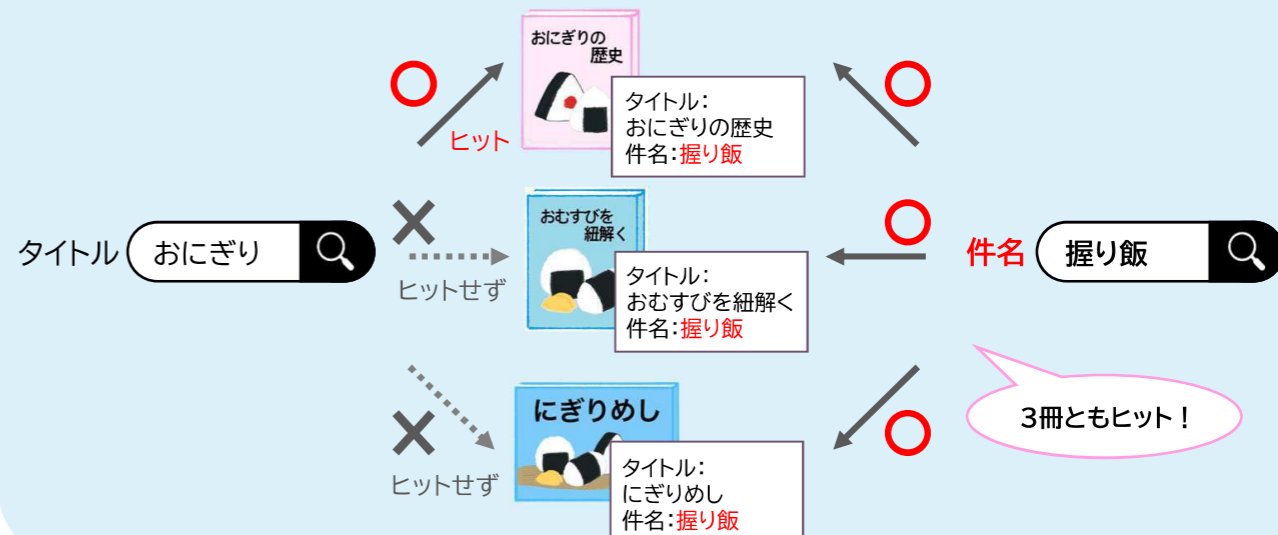 おにぎりの
歴史
タイトル:
おにぎりの歴史
件名:握り飯
ヒット
タイトル おにぎり
ヒットせず
おむすびを
紐解く
タイトル:
おむすびを紐解く
件名:握り飯
件名 握り飯
にぎりめし
ヒットせず
タイトル:
にぎりめし
件名:握り飯
3冊ともヒット!